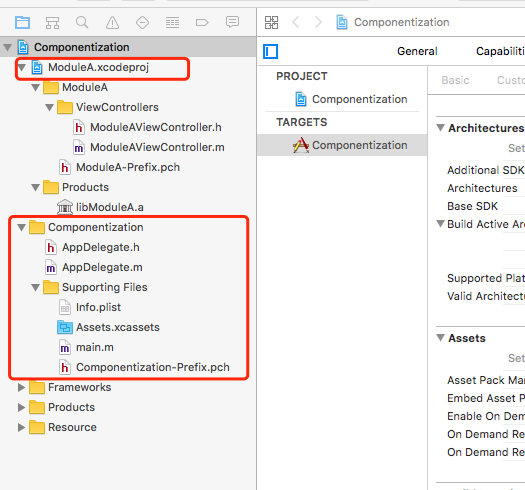 Componentization
ModuleA.xcodeproj
ModuleA
ViewControllers
ModuleAViewController.h
ModuleAViewController.m
ModuleA-Prefix.pch
Products
libModuleA.a
Componentization
AppDelegate.h
AppDelegate.m
Supporting Files
Info.plist
Assets.xcassets
main.m
Componentization-Prefix.pch
Frameworks
Products
Resource
Componentization
General Capabilities
PROJECT
Componentization
TARGETS
Componentization
Basic Custo
Architectures
Set
Additional SDK
Architectures
Base SDK
Build Active Ar
Supported Plat
Valid Architectu
Assets
Set
Asset Pack Man
Embed Asset P
Enable On Dem
On Demand Re
On Demand Re